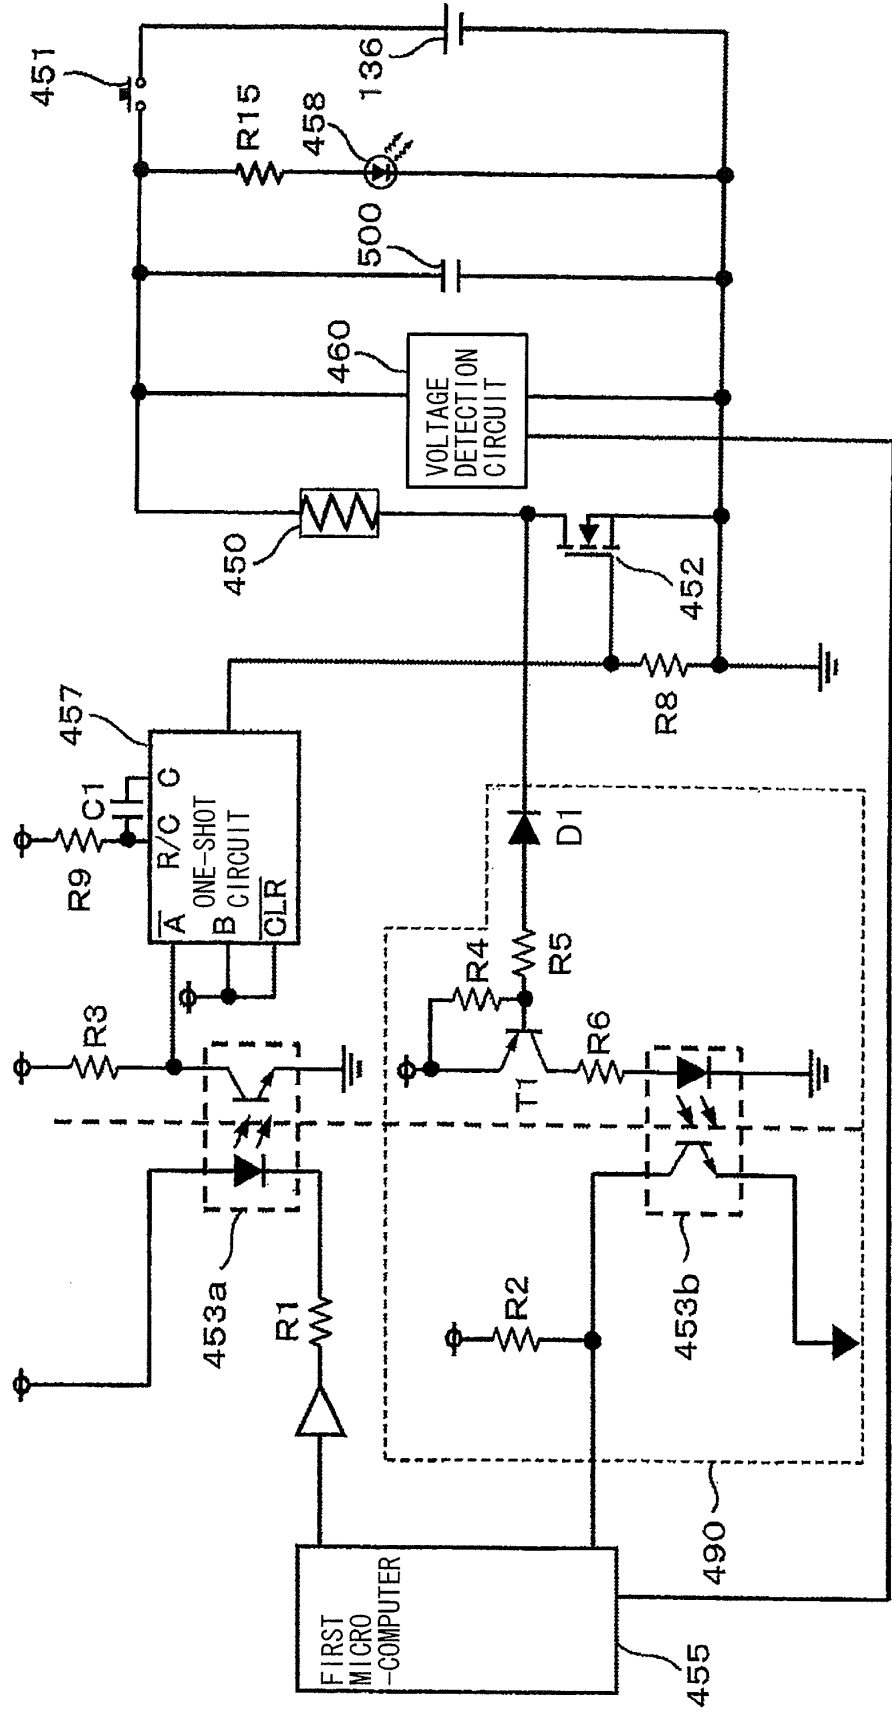 451
136
R15
458
500
460
VOLTAGE
DETECTION
CIRCUIT
450
452
457
R9
C1
R/C
C
ONE-SHOT
CIRCUIT
A
B
CLR
R8
R3
D1
R4
R5
T1
R6
453a
R1
R2
453b
490
FIRST
MICRO
-COMPUTER
455